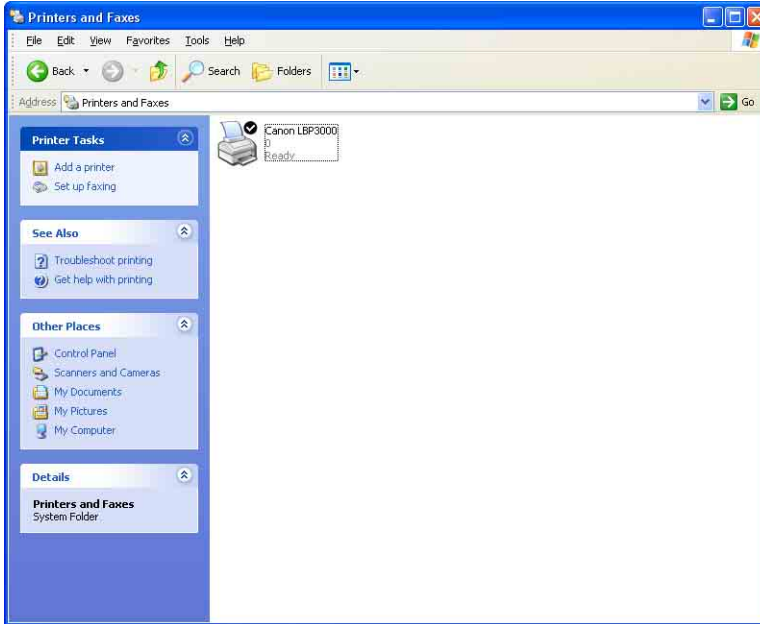 Printers and Faxes
File Edit View Favorites Tools Help
Back Search Folders
Address Printers and Faxes Go
Printer Tasks
Add a printer
Set up faxing
See Also
Troubleshoot printing
Get help with printing
Other Places
Control Panel
Scanners and Cameras
My Documents
My Pictures
My Computer
Details
Printers and Faxes
System Folder
Canon LBP3000
0
Ready